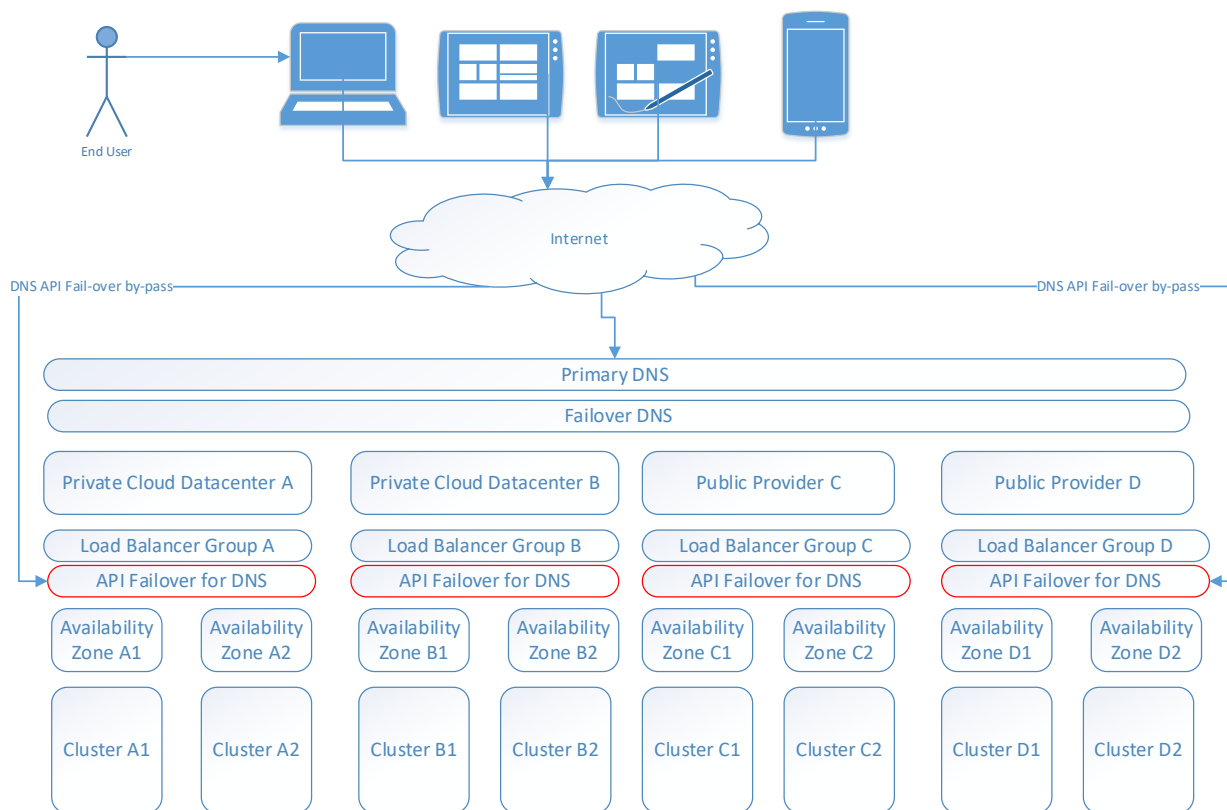 End User
Internet
DNS API Fail-over by-pass
DNS API Fail-over by-pass
Primary DNS
Failover DNS
Private Cloud Datacenter A
Private Cloud Datacenter B
Public Provider C
Public Provider D
Load Balancer Group A
Load Balancer Group B
Load Balancer Group C
Load Balancer Group D
API Failover for DNS
API Failover for DNS
API Failover for DNS
API Failover for DNS
Availability
Zone A1
Availability
Zone A2
Availability
Zone B1
Availability
Zone B2
Availability
Zone C1
Availability
Zone C2
Availability
Zone D1
Availability
Zone D2
Cluster A1
Cluster A2
Cluster B1
Cluster B2
Cluster C1
Cluster C2
Cluster D1
Cluster D2